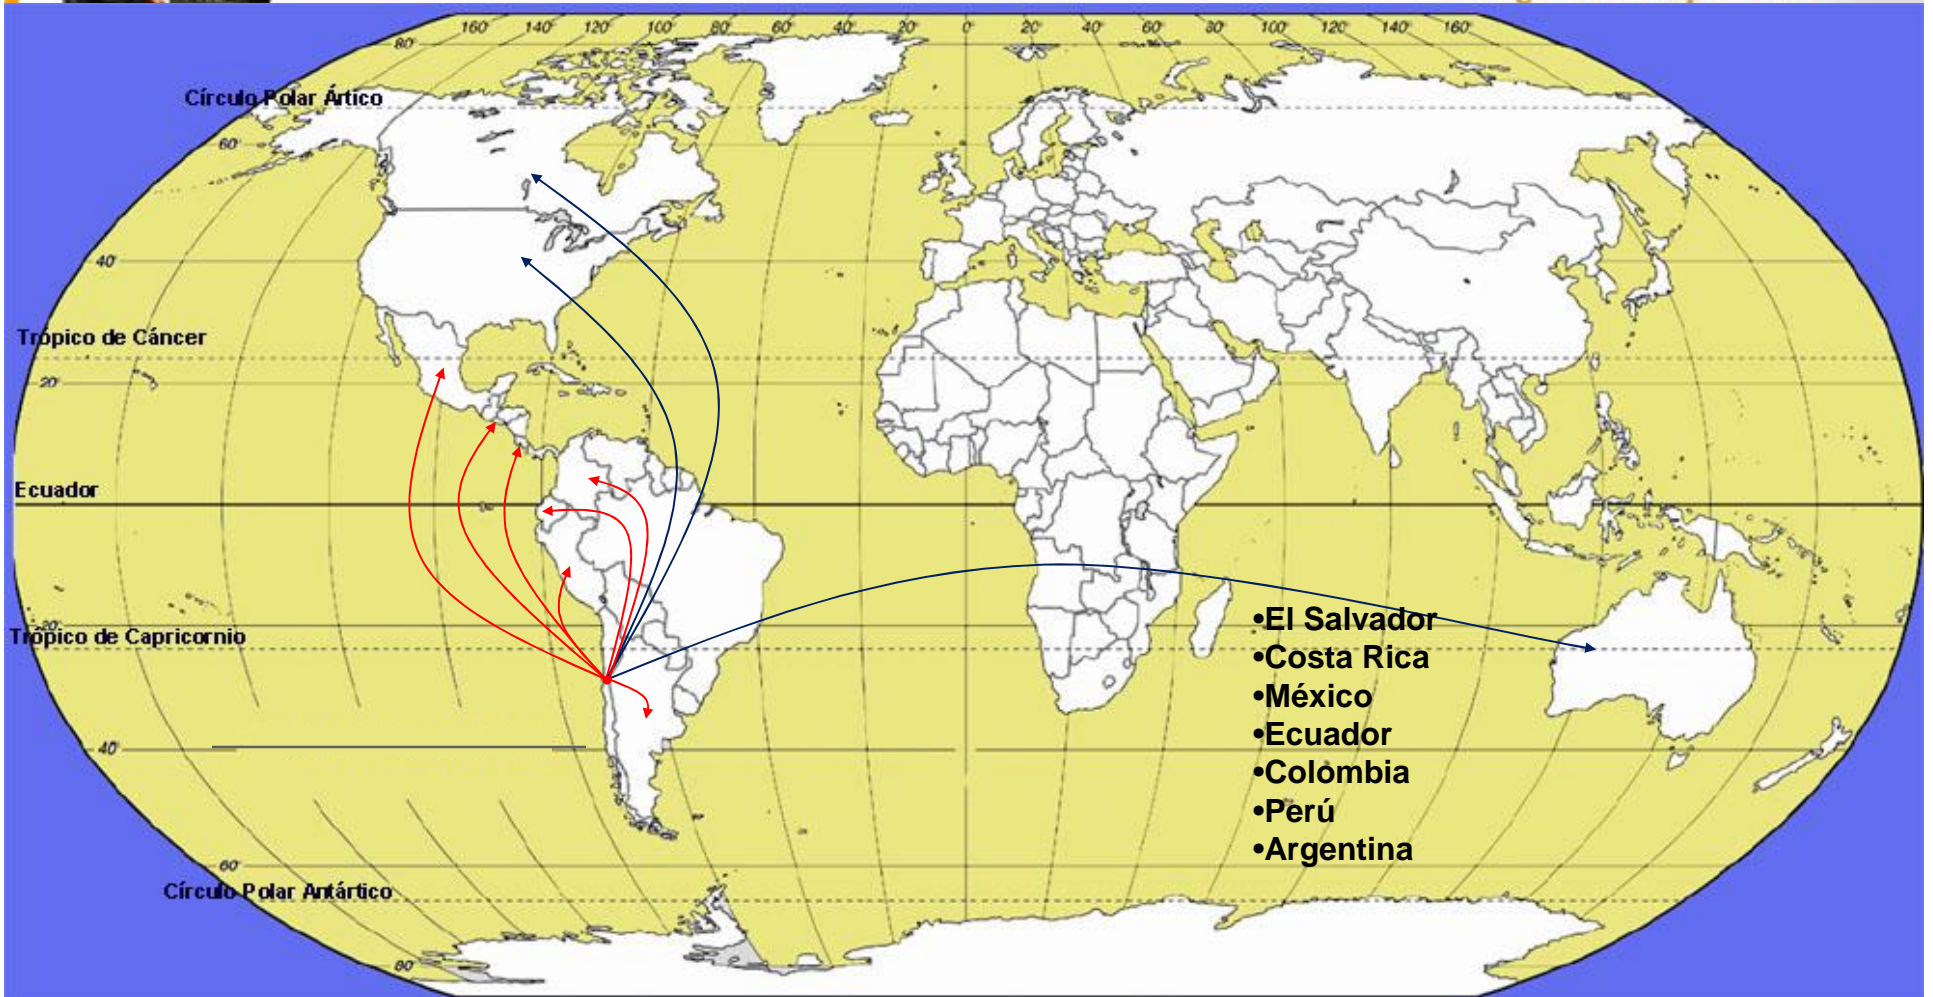 160 140 120 100 80 60 40 20 0 20 40 60 80 100 120 140 160
80
Círculo Polar Ártico
60
40
Trópico de Cáncer
20
Ecuador
20
Trópico de Capricornio
•El Salvador
•Costa Rica
•México
•Ecuador
•Colombia
•Perú
•Argentina
40
60
Círculo Polar Antártico
80